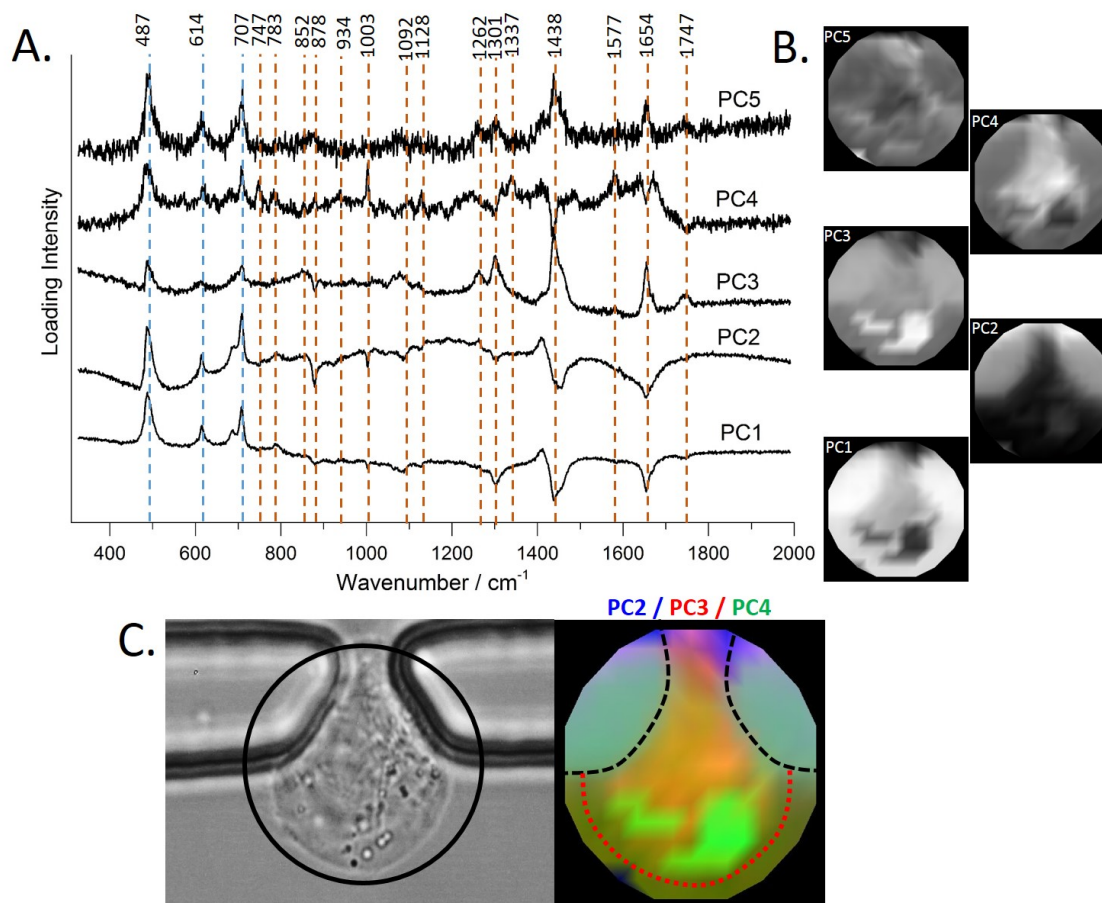 A.
487 614 707 747 783 852 878 934 1003 1092 1128 1262 1301 1337 1438 1577 1654 1747
PC5
PC4
PC3
PC2
PC1
Loading Intensity
400 600 800 1000 1200 1400 1600 1800 2000
Wavenumber / cm⁻¹
B.
PC5
PC4
PC3
PC2
PC1
C.
PC2 / PC3 / PC4